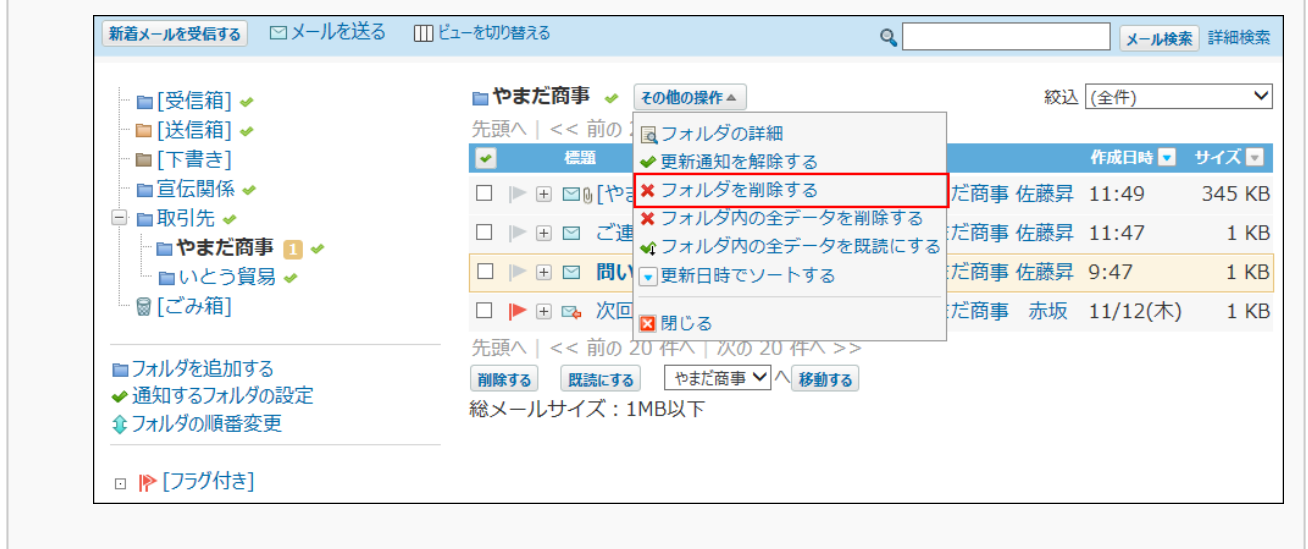 新着メールを受信する メールを送る ビューを切り替える メール検索 詳細検索
[受信箱]
[送信箱]
[下書き]
宣伝関係
取引先
やまだ商事 1
いとう貿易
[ごみ箱]
フォルダを追加する
通知するフォルダの設定
フォルダの順番変更
[フラグ付き]
やまだ商事 その他の操作 絞込 (全件)
先頭へ | << 前の
標題 作成日時 サイズ
[やま だ商事 佐藤昇 11:49 345 KB
ご連 だ商事 佐藤昇 11:47 1 KB
問い だ商事 佐藤昇 9:47 1 KB
次回 だ商事 赤坂 11/12(木) 1 KB
フォルダの詳細
更新通知を解除する
フォルダを削除する
フォルダ内の全データを削除する
フォルダ内の全データを既読にする
更新日時でソートする
閉じる
先頭へ | << 前の 20 件へ | 次の 20 件へ >>
削除する 既読にする やまだ商事 へ 移動する
総メールサイズ：1MB以下